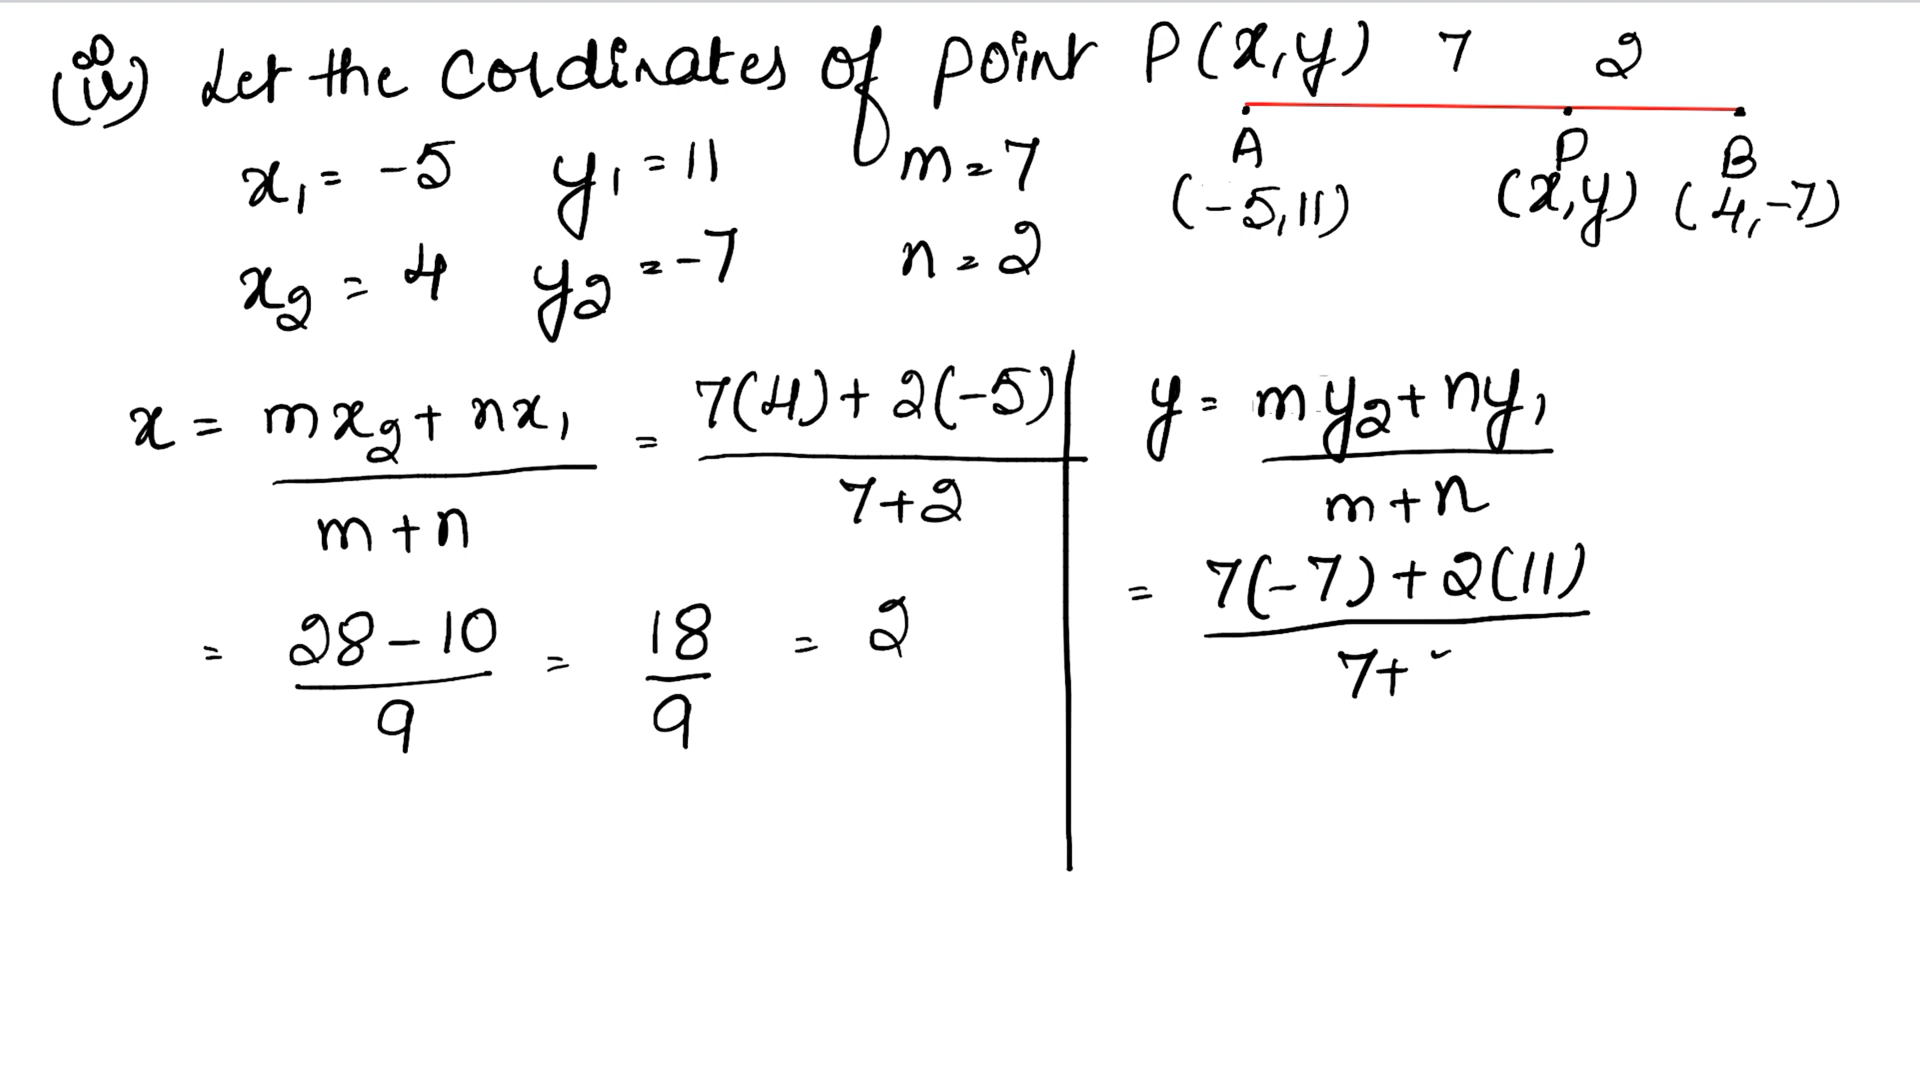 (ii) Let the Cordinates of point P(x,y) 7 2
A P B
(-5,11) (x,y) (4,-7)
x₁ = -5 y₁ = 11 m = 7
x₂ = 4 y₂ = -7 n = 2
x = (mx₂ + nx₁)/(m + n) = (7(4) + 2(-5))/(7+2)
= (28 - 10)/9 = 18/9 = 2
y = (my₂ + ny₁)/(m + n)
= (7(-7) + 2(11))/(7+